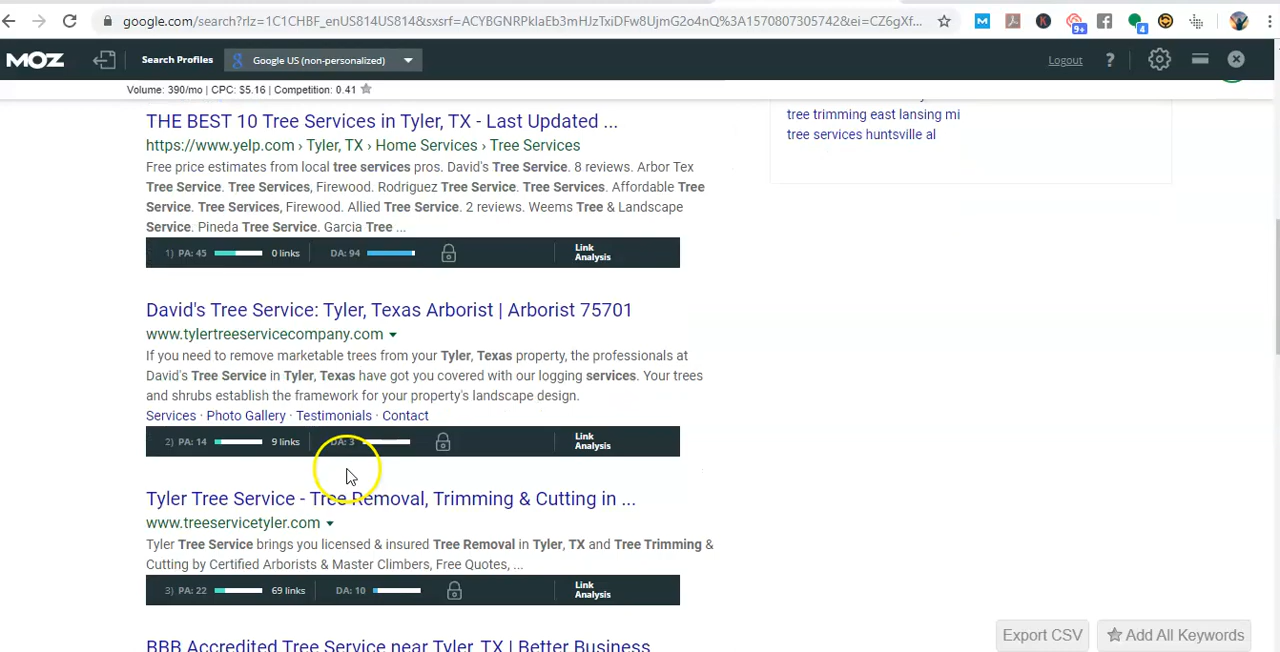 google.com/search?rlz=1C1CHBF_enUS814US814&sxsrf=ACYBGNRPkIaEb3mHJzTxiDFw8UjmG2o4nQ%3A1570807305742&ei=CZ6gXf...
9+
4
MOZ
Search Profiles
Google US (non-personalized)
Logout
?
Volume: 390/mo | CPC: $5.16 | Competition: 0.41
tree trimming east lansing mi
tree services huntsville al
THE BEST 10 Tree Services in Tyler, TX - Last Updated ...
https://www.yelp.com › Tyler, TX › Home Services › Tree Services
Free price estimates from local tree services pros. David's Tree Service. 8 reviews. Arbor Tex
Tree Service. Tree Services, Firewood. Rodriguez Tree Service. Tree Services. Affordable Tree
Service. Tree Services, Firewood. Allied Tree Service. 2 reviews. Weems Tree & Landscape
Service. Pineda Tree Service. Garcia Tree ...
1) PA: 45 0 links DA: 94 Link Analysis
David's Tree Service: Tyler, Texas Arborist | Arborist 75701
www.tylertreeservicecompany.com
If you need to remove marketable trees from your Tyler, Texas property, the professionals at
David's Tree Service in Tyler, Texas have got you covered with our logging services. Your trees
and shrubs establish the framework for your property's landscape design.
Services · Photo Gallery · Testimonials · Contact
2) PA: 14 9 links DA: 3 Link Analysis
Tyler Tree Service - Tree Removal, Trimming & Cutting in ...
www.treeservicetyler.com
Tyler Tree Service brings you licensed & insured Tree Removal in Tyler, TX and Tree Trimming &
Cutting by Certified Arborists & Master Climbers, Free Quotes, ...
3) PA: 22 69 links DA: 10 Link Analysis
Export CSV
Add All Keywords
BBB Accredited Tree Service near Tyler, TX | Better Business